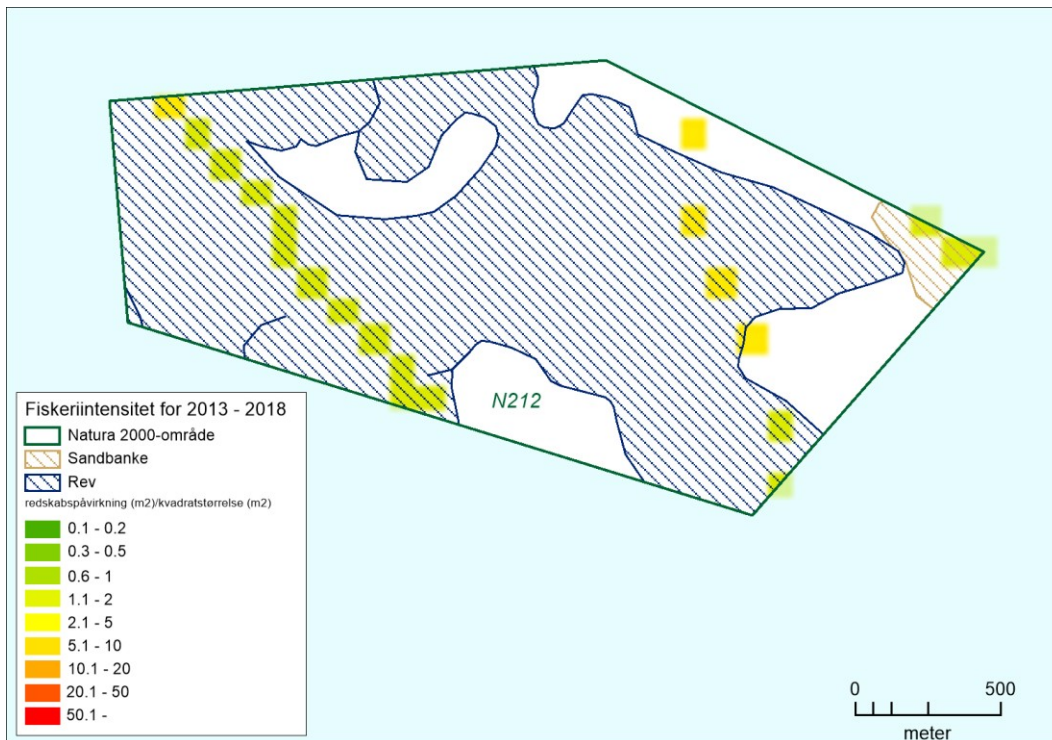 N212
Fiskeriintensitet for 2013 - 2018
Natura 2000-område
Sandbanke
Rev
redskabspåvirkning (m2)/kvadratstørrelse (m2)
0.1 - 0.2
0.3 - 0.5
0.6 - 1
1.1 - 2
2.1 - 5
5.1 - 10
10.1 - 20
20.1 - 50
50.1 -
0 500
meter